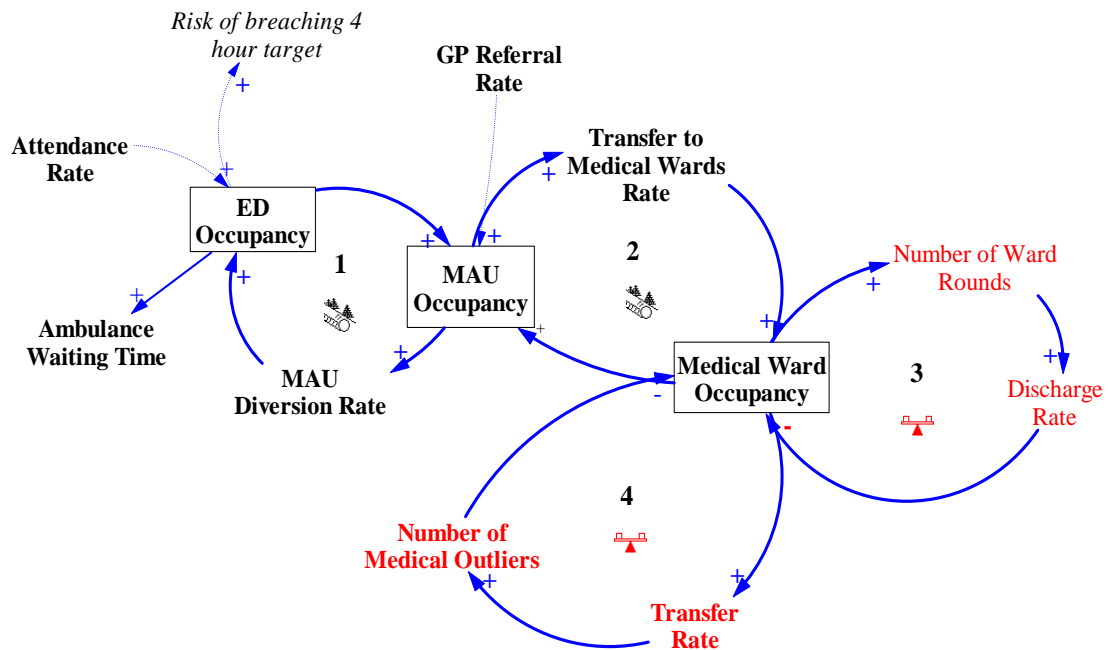 Risk of breaching 4
hour target
+
GP Referral
Rate
Attendance
Rate
+
Transfer to
Medical Wards
Rate
+
ED
Occupancy
+
+
+
1
2
MAU
Occupancy
+
Number of Ward
Rounds
+
+
Ambulance
Waiting Time
+
+
+
MAU
Diversion Rate
Medical Ward
Occupancy
-
-
3
+
Discharge
Rate
4
Number of
Medical Outliers
+
+
Transfer
Rate